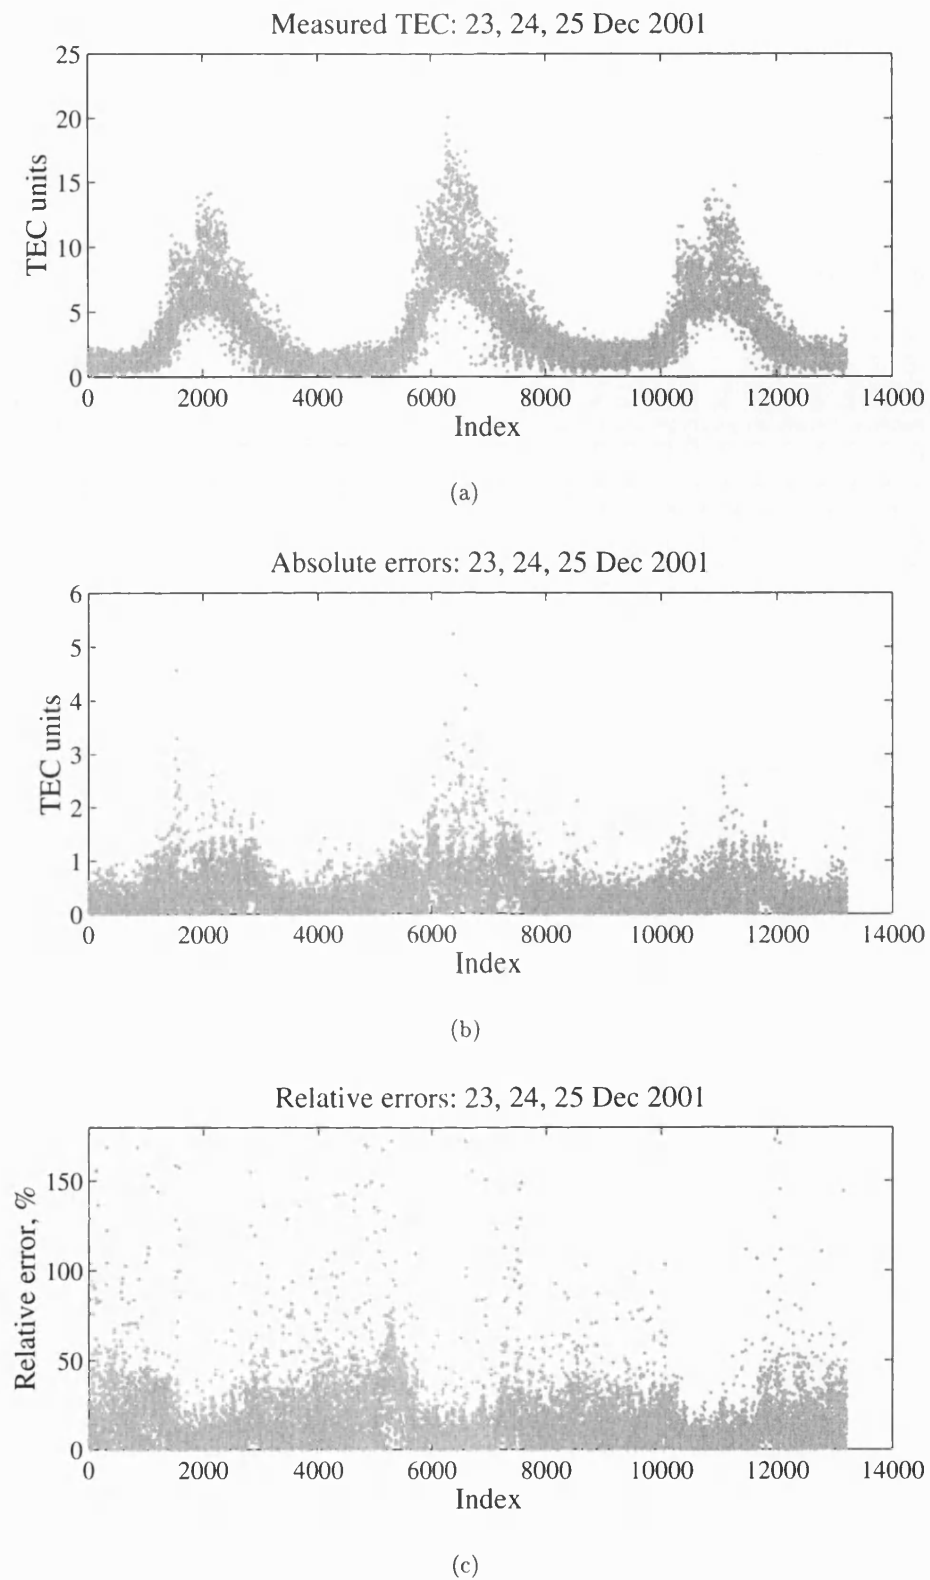 Measured TEC: 23, 24, 25 Dec 2001
25
20
15
10
5
0
TEC units
0 2000 4000 6000 8000 10000 12000 14000
Index
(a)
Absolute errors: 23, 24, 25 Dec 2001
6
5
4
3
2
1
0
TEC units
0 2000 4000 6000 8000 10000 12000 14000
Index
(b)
Relative errors: 23, 24, 25 Dec 2001
150
100
50
0
Relative error, %
0 2000 4000 6000 8000 10000 12000 14000
Index
(c)